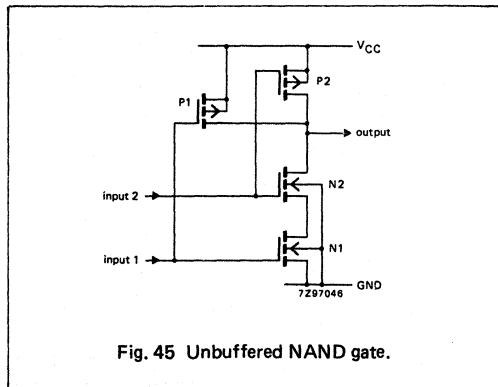 VCC
P1
P2
output
input 2
N2
input 1
N1
GND
7Z97046
Fig. 45 Unbuffered NAND gate.